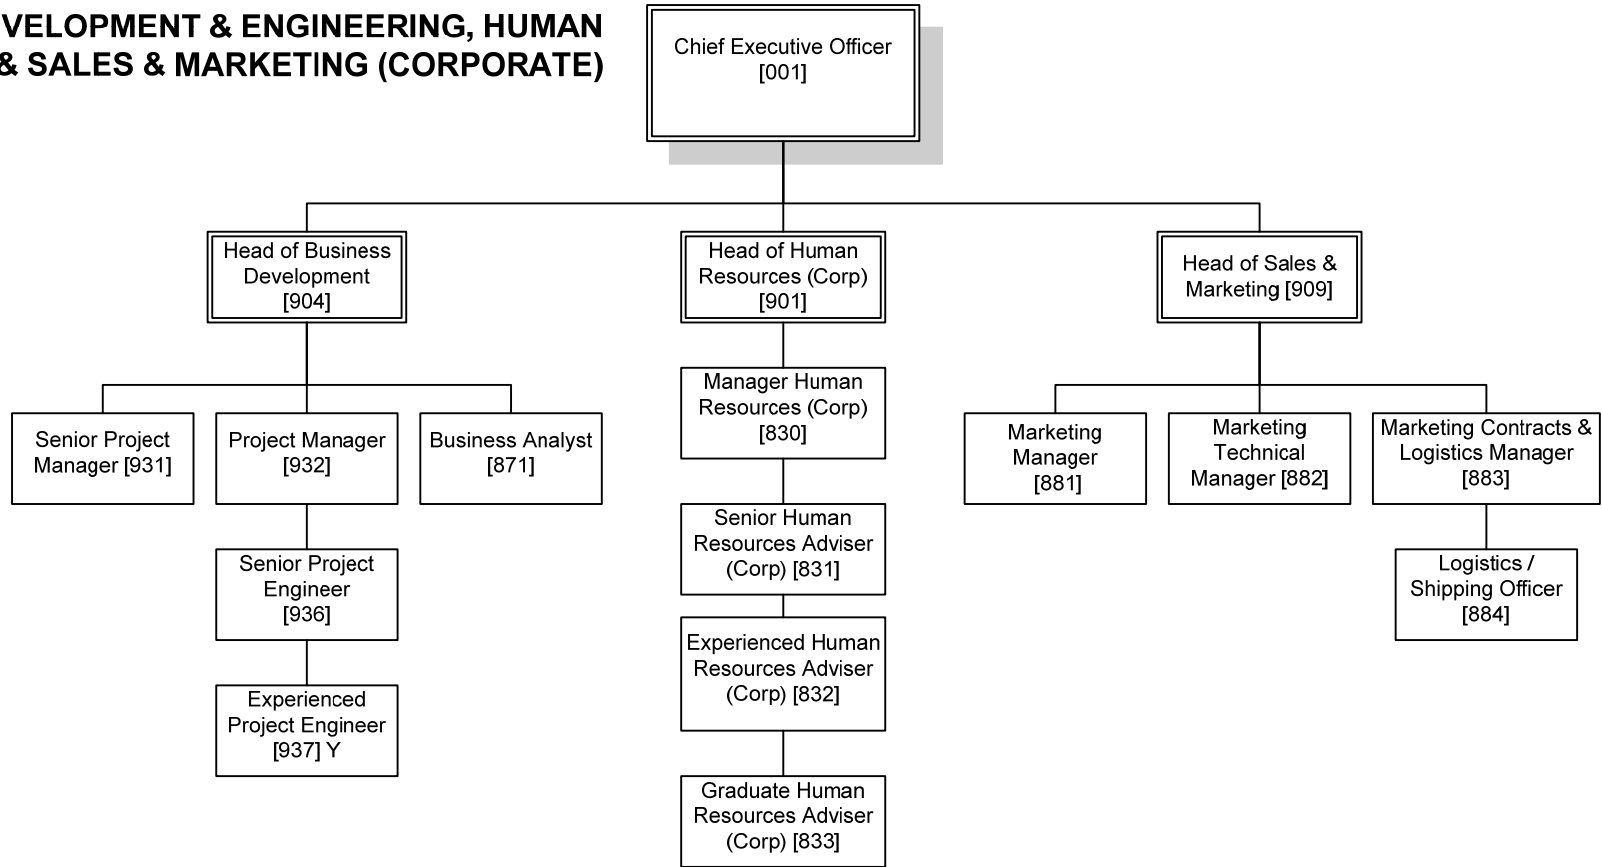 VELOPMENT & ENGINEERING, HUMAN
& SALES & MARKETING (CORPORATE)
Chief Executive Officer
[001]
Head of Business
Development
[904]
Head of Human
Resources (Corp)
[901]
Head of Sales &
Marketing [909]
Senior Project
Manager [931]
Project Manager
[932]
Business Analyst
[871]
Manager Human
Resources (Corp)
[830]
Marketing
Manager
[881]
Marketing
Technical
Manager [882]
Marketing Contracts &
Logistics Manager
[883]
Senior Project
Engineer
[936]
Senior Human
Resources Adviser
(Corp) [831]
Logistics /
Shipping Officer
[884]
Experienced
Project Engineer
[937] Y
Experienced Human
Resources Adviser
(Corp) [832]
Graduate Human
Resources Adviser
(Corp) [833]